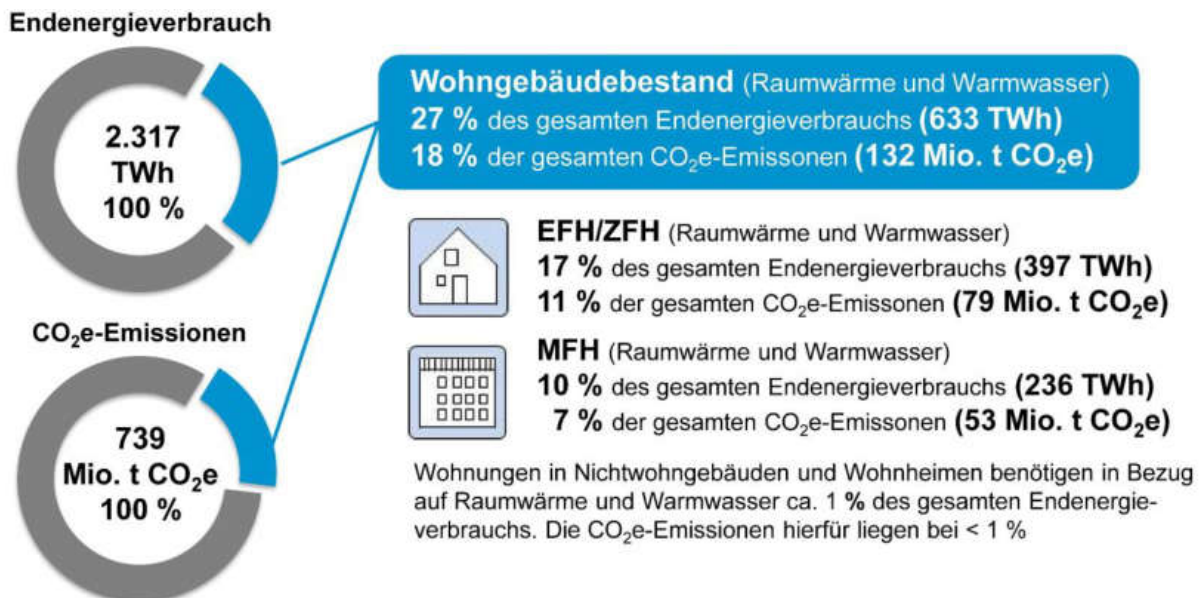 Endenergieverbrauch
2.317
TWh
100 %
CO₂e-Emissionen
739
Mio. t CO₂e
100 %
Wohngebäudebestand (Raumwärme und Warmwasser)
27 % des gesamten Endenergieverbrauchs (633 TWh)
18 % der gesamten CO₂e-Emissonen (132 Mio. t CO₂e)
EFH/ZFH (Raumwärme und Warmwasser)
17 % des gesamten Endenergieverbrauchs (397 TWh)
11 % der gesamten CO₂e-Emissonen (79 Mio. t CO₂e)
MFH (Raumwärme und Warmwasser)
10 % des gesamten Endenergieverbrauchs (236 TWh)
7 % der gesamten CO₂e-Emissonen (53 Mio. t CO₂e)
Wohnungen in Nichtwohngebäuden und Wohnheimen benötigen in Bezug
auf Raumwärme und Warmwasser ca. 1 % des gesamten Endenergie-
verbrauchs. Die CO₂e-Emissionen hierfür liegen bei < 1 %